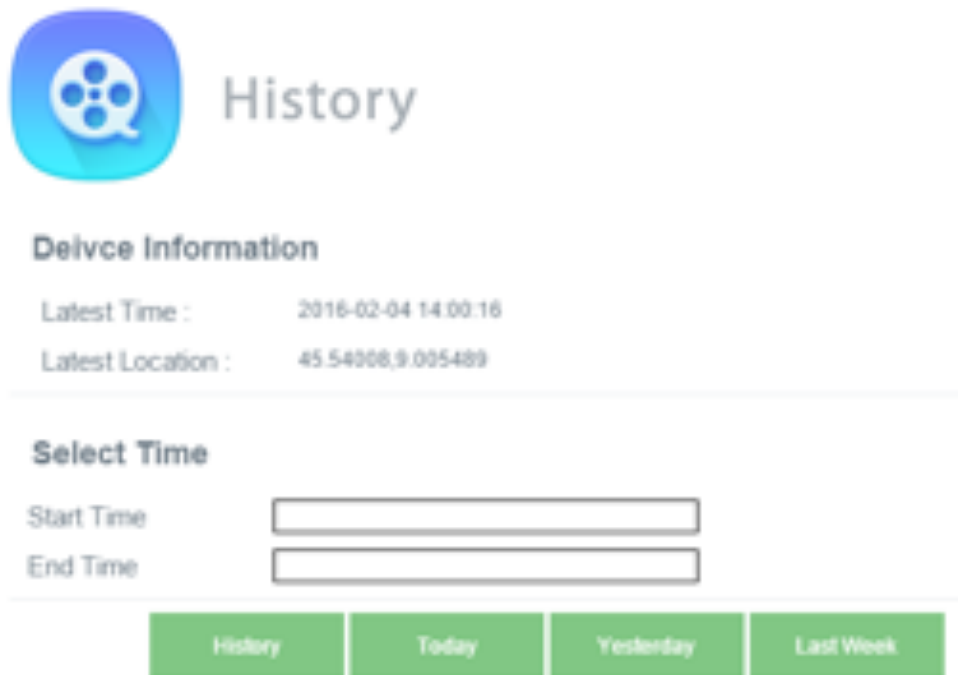 History
Deivce Information
Latest Time : 2016-02-04 14:00:16
Latest Location : 45.54008,9.005489
Select Time
Start Time
End Time
History Today Yesterday Last Week